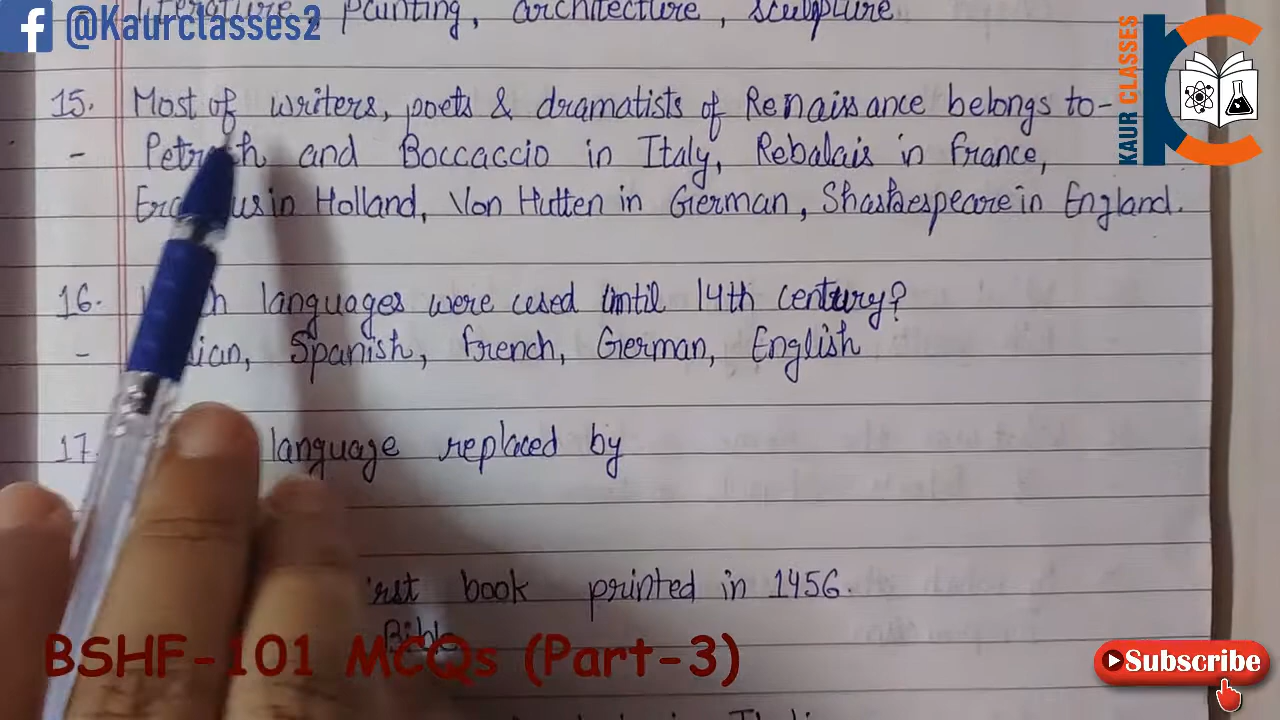 @Kaurclasses2
painting, architecture, sculpture
KAUR CLASSES
15. Most of writers, poets & dramatists of Renaissance belongs to-
- and Boccaccio in Italy, Rebalais in France,
in Holland, Von Hutten in German, Shaskespeare in England.
16. languages were used until 14th century?
- Spanish, French, German, English
17. language replaced by
book printed in 1456.
BSHF-101 MCQs (Part-3)
Subscribe